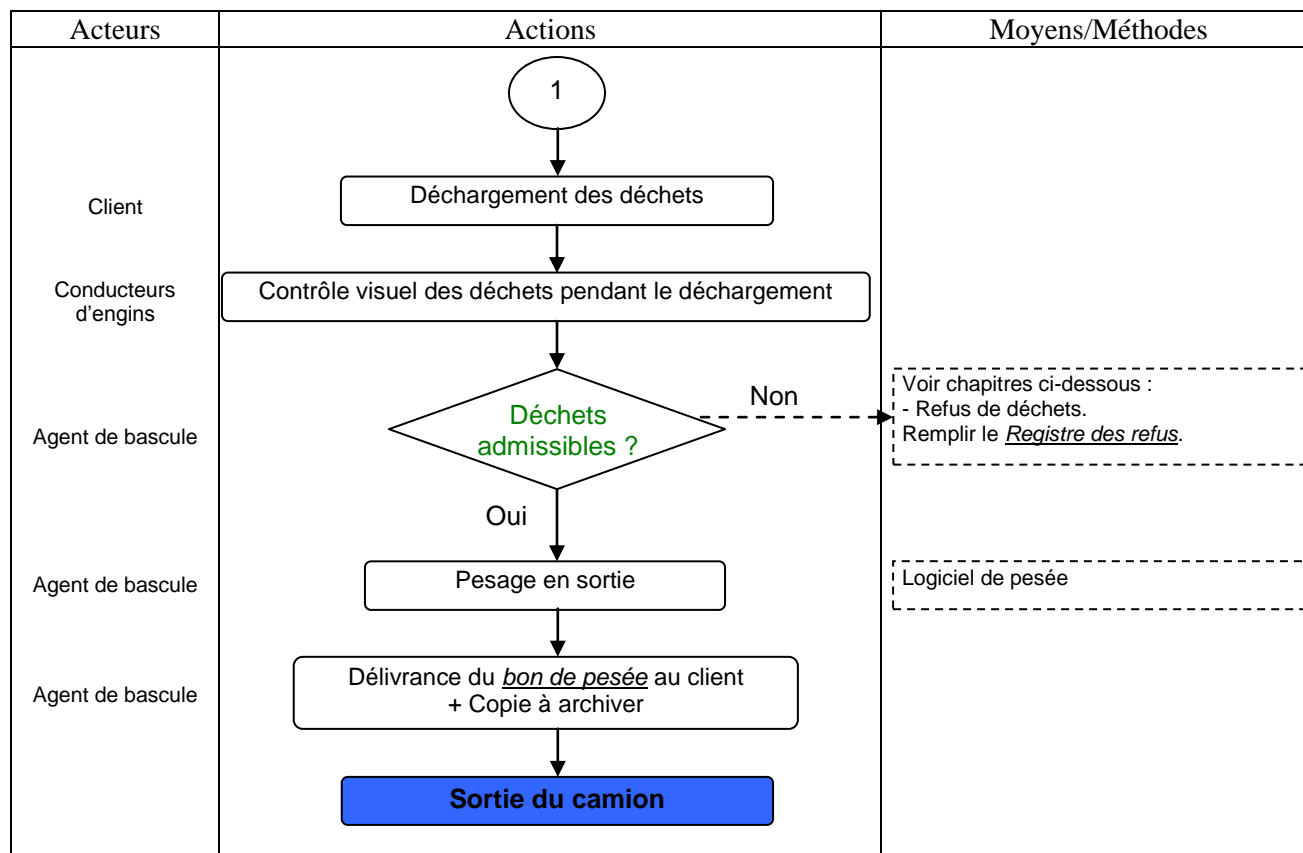 Acteurs
Actions
Moyens/Méthodes
1
Client
Déchargement des déchets
Conducteurs
d'engins
Contrôle visuel des déchets pendant le déchargement
Agent de bascule
Déchets
admissibles ?
Non
Voir chapitres ci-dessous :
- Refus de déchets.
Remplir le Registre des refus.
Oui
Agent de bascule
Pesage en sortie
Logiciel de pesée
Agent de bascule
Délivrance du bon de pesée au client
+ Copie à archiver
Sortie du camion